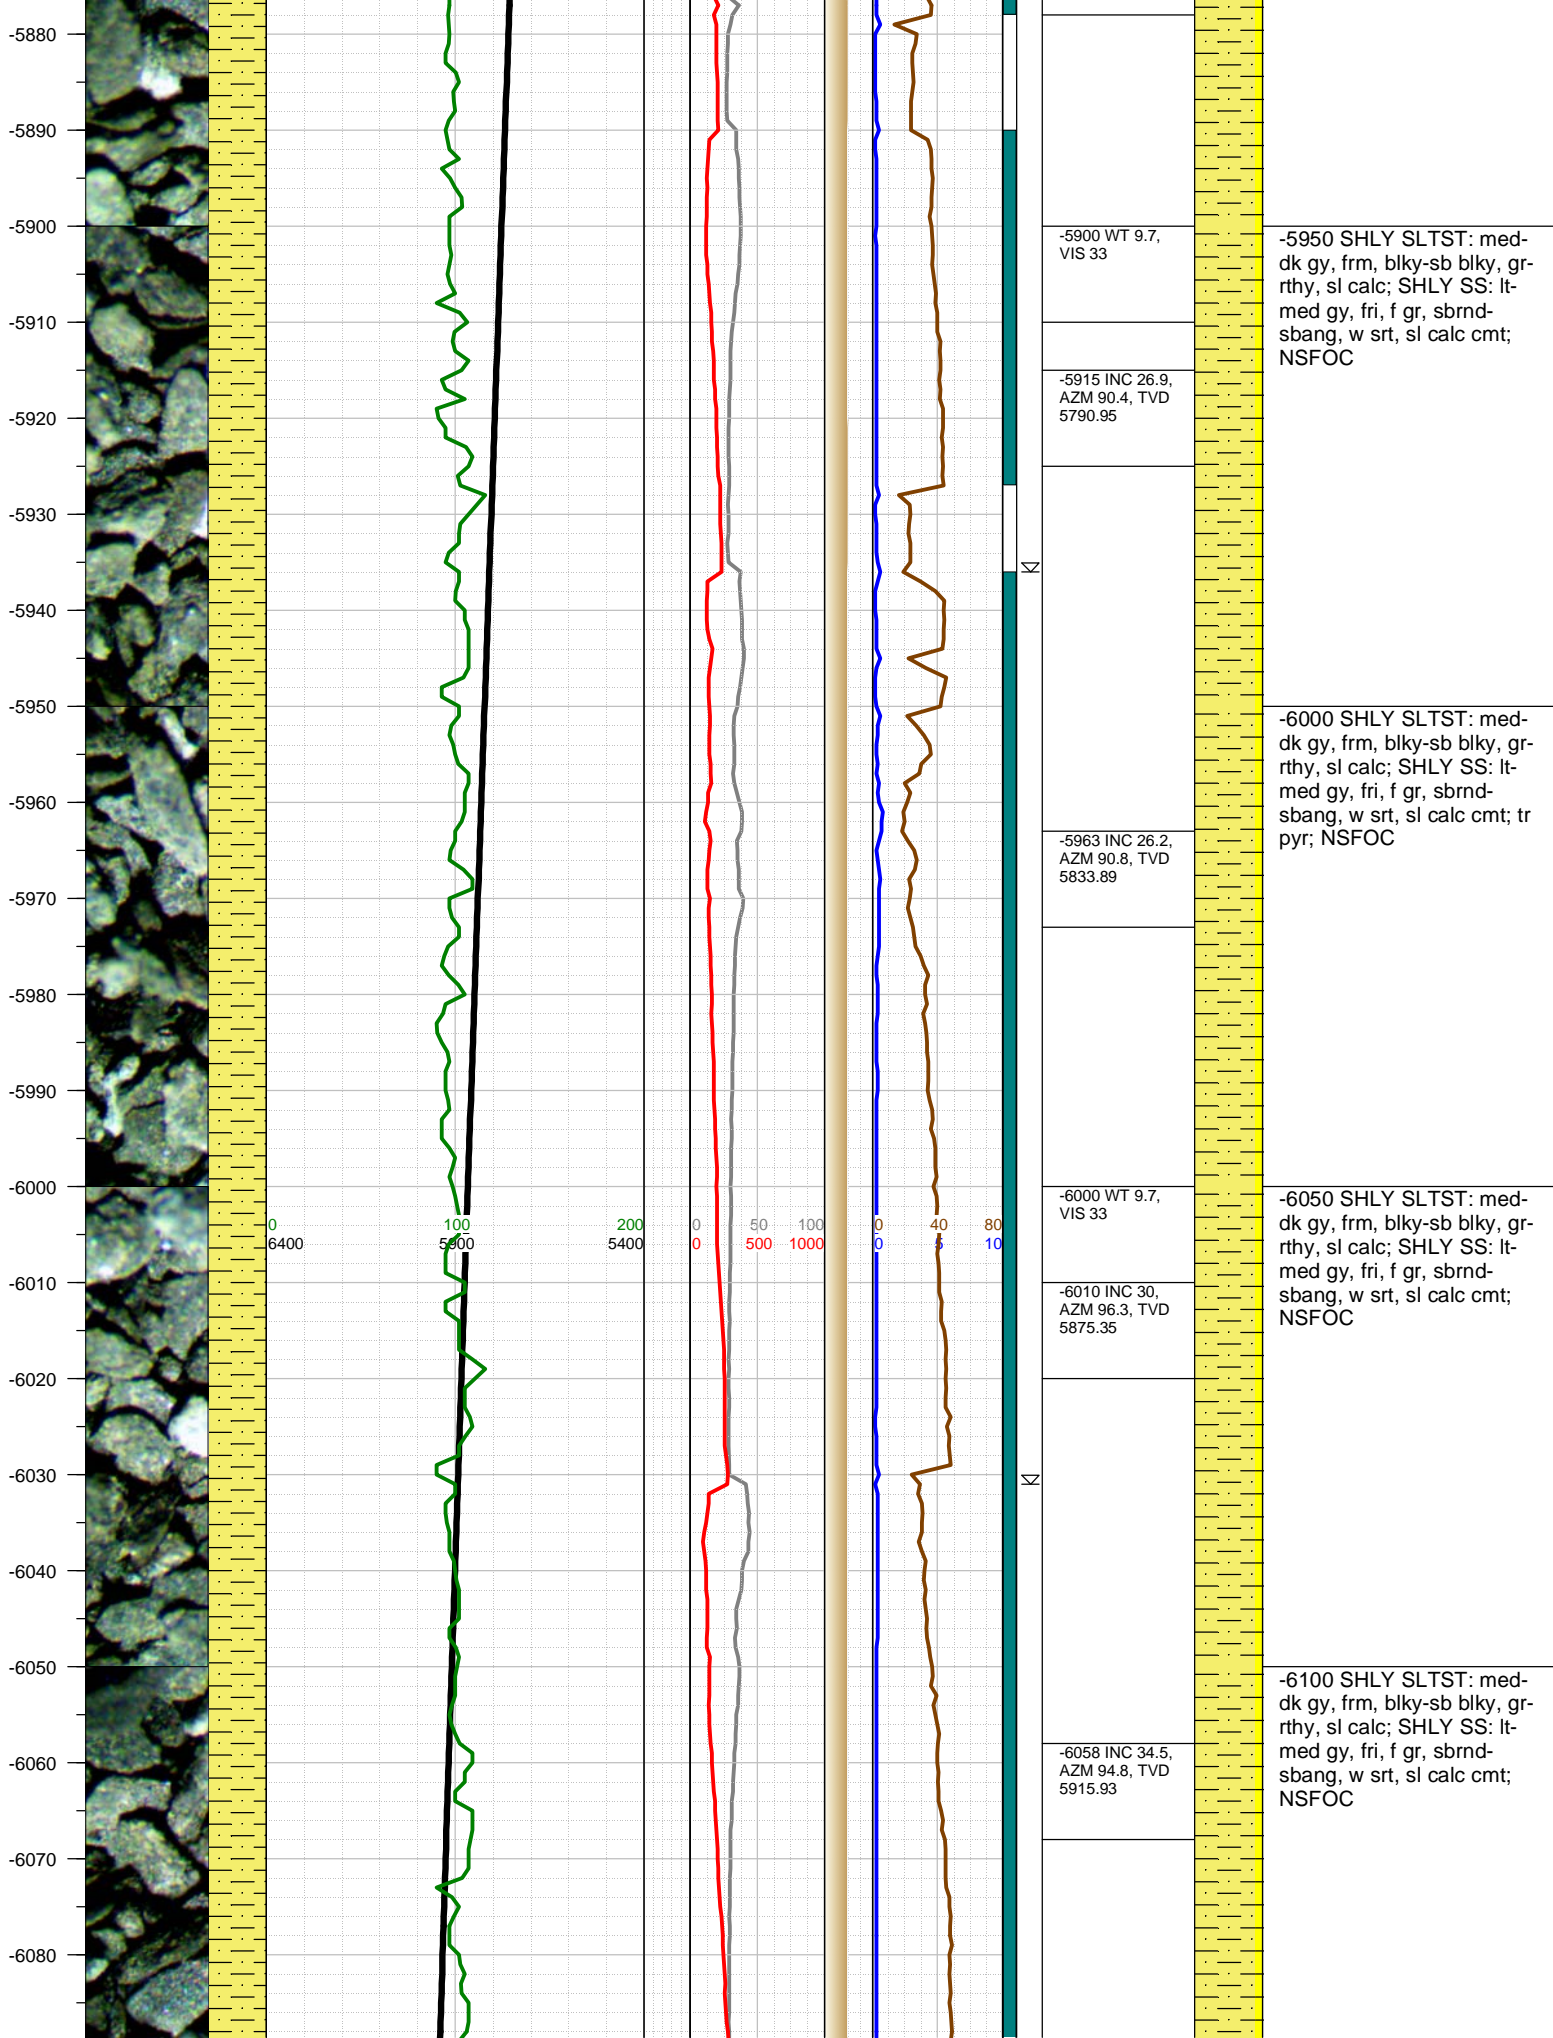 -5880
-5890
-5900
-5910
-5920
-5930
-5940
-5950
-5960
-5970
-5980
-5990
-6000
-6010
-6020
-6030
-6040
-6050
-6060
-6070
-6080
0 100 200
6400 5900 5400
0 50 100
0 500 1000
0 40 80
0 5 10
-5900 WT 9.7,
VIS 33
-5915 INC 26.9,
AZM 90.4, TVD
5790.95
-5963 INC 26.2,
AZM 90.8, TVD
5833.89
-6000 WT 9.7,
VIS 33
-6010 INC 30,
AZM 96.3, TVD
5875.35
-6058 INC 34.5,
AZM 94.8, TVD
5915.93
-5950 SHLY SLTST: med-
dk gy, frm, blky-sb blky, gr-
rthy, sl calc; SHLY SS: lt-
med gy, fri, f gr, sbrnd-
sbang, w srt, sl calc cmt;
NSFOC
-6000 SHLY SLTST: med-
dk gy, frm, blky-sb blky, gr-
rthy, sl calc; SHLY SS: lt-
med gy, fri, f gr, sbrnd-
sbang, w srt, sl calc cmt; tr
pyr; NSFOC
-6050 SHLY SLTST: med-
dk gy, frm, blky-sb blky, gr-
rthy, sl calc; SHLY SS: lt-
med gy, fri, f gr, sbrnd-
sbang, w srt, sl calc cmt;
NSFOC
-6100 SHLY SLTST: med-
dk gy, frm, blky-sb blky, gr-
rthy, sl calc; SHLY SS: lt-
med gy, fri, f gr, sbrnd-
sbang, w srt, sl calc cmt;
NSFOC